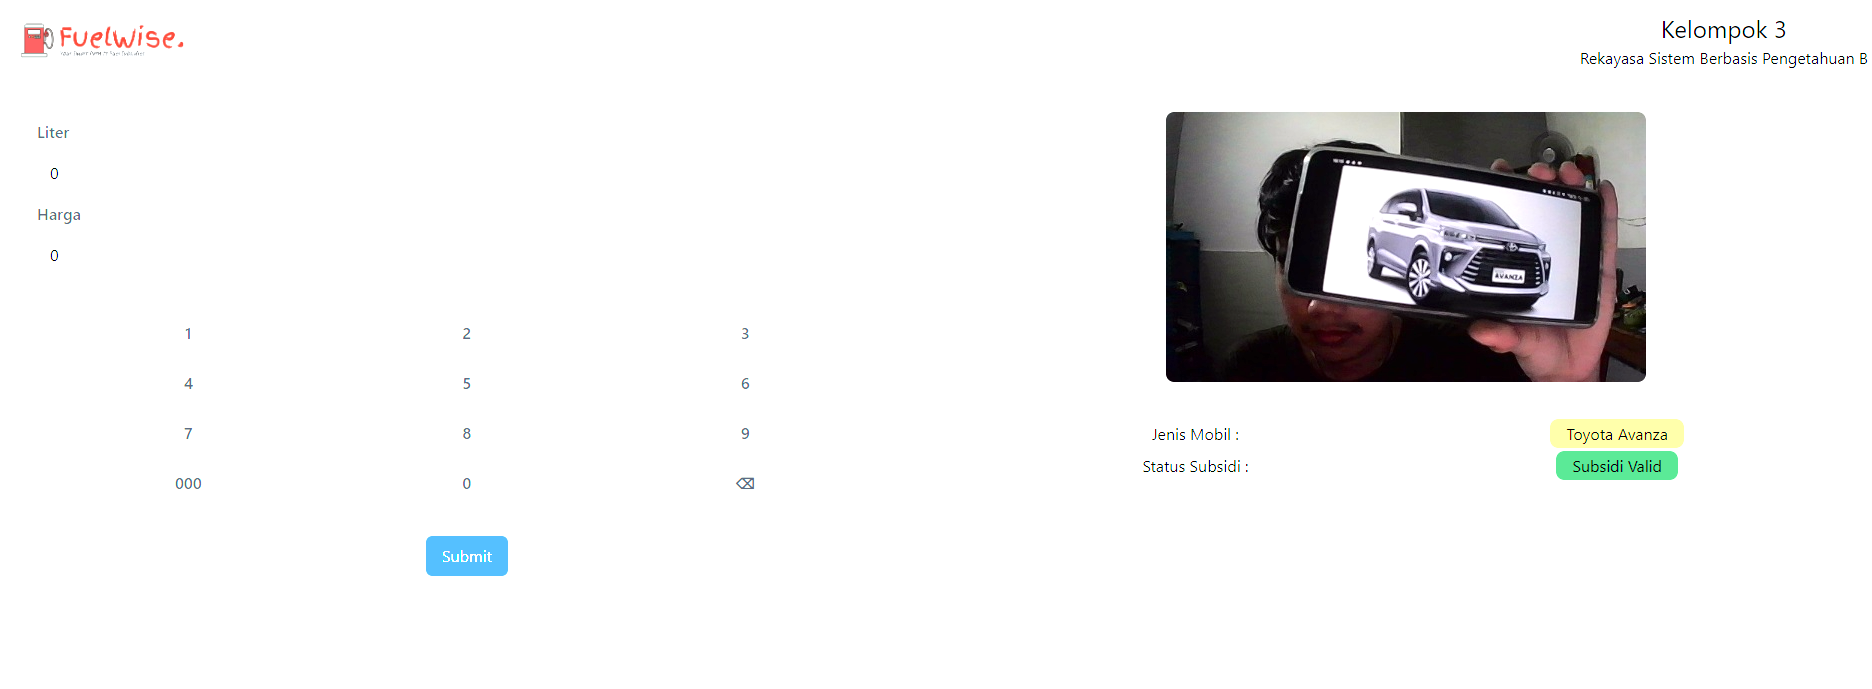 Fuelwise.
Kelompok 3
Rekayasa Sistem Berbasis Pengetahuan B
Liter
0
Harga
0
1 2 3
4 5 6
7 8 9
000 0 ⌫
Submit
AVANZA
Jenis Mobil : Toyota Avanza
Status Subsidi : Subsidi Valid